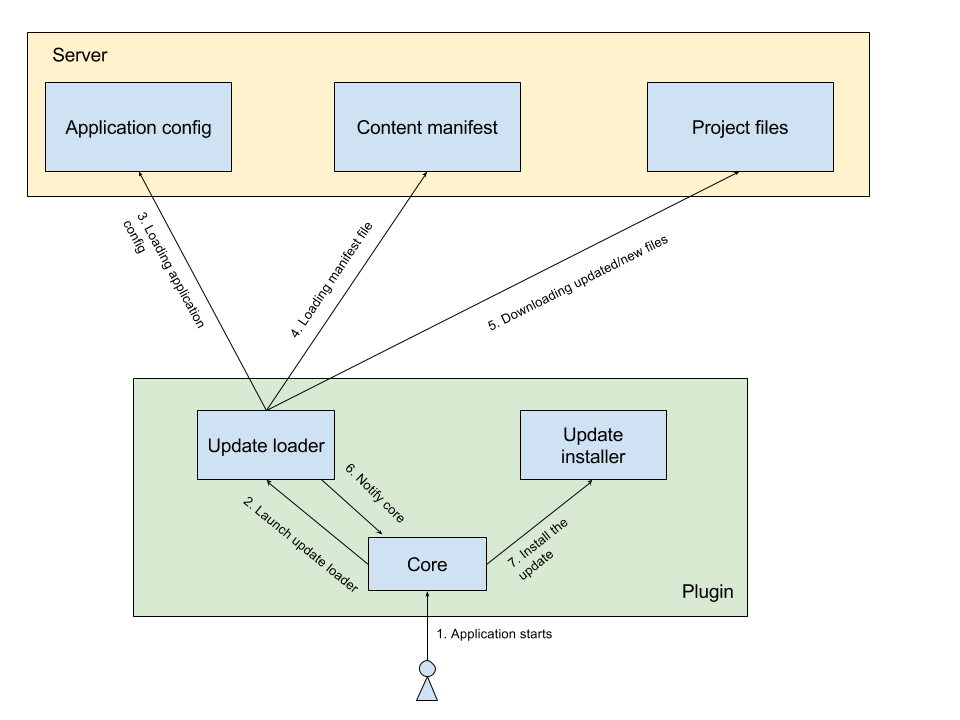 Server
Application config
Content manifest
Project files
3. Loading application
config
4. Loading manifest file
5. Downloading updated/new files
Update loader
Update
installer
6. Notify core
2. Launch update loader
7. Install the
update
Core
Plugin
1. Application starts